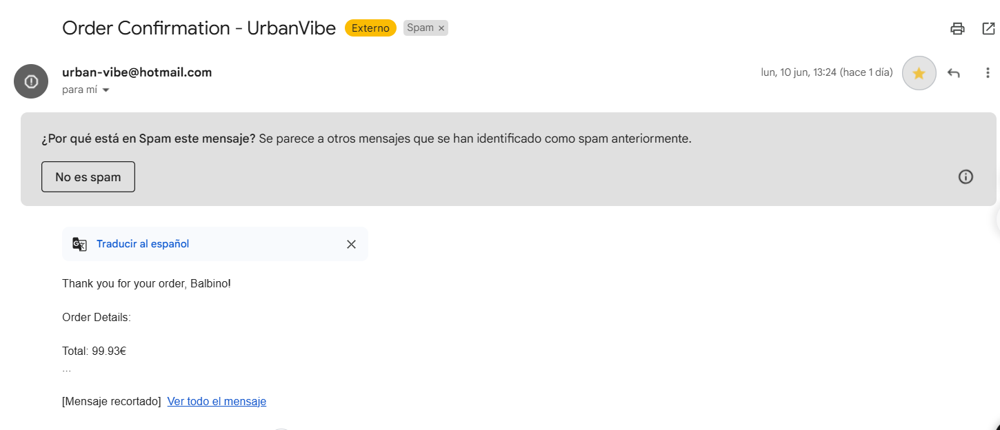 Order Confirmation - UrbanVibe Externo Spam ×
urban-vibe@hotmail.com lun, 10 jun, 13:24 (hace 1 día)
para mí
¿Por qué está en Spam este mensaje? Se parece a otros mensajes que se han identificado como spam anteriormente.
No es spam
Traducir al español
Thank you for your order, Balbino!
Order Details:
Total: 99.93€
...
[Mensaje recortado] Ver todo el mensaje